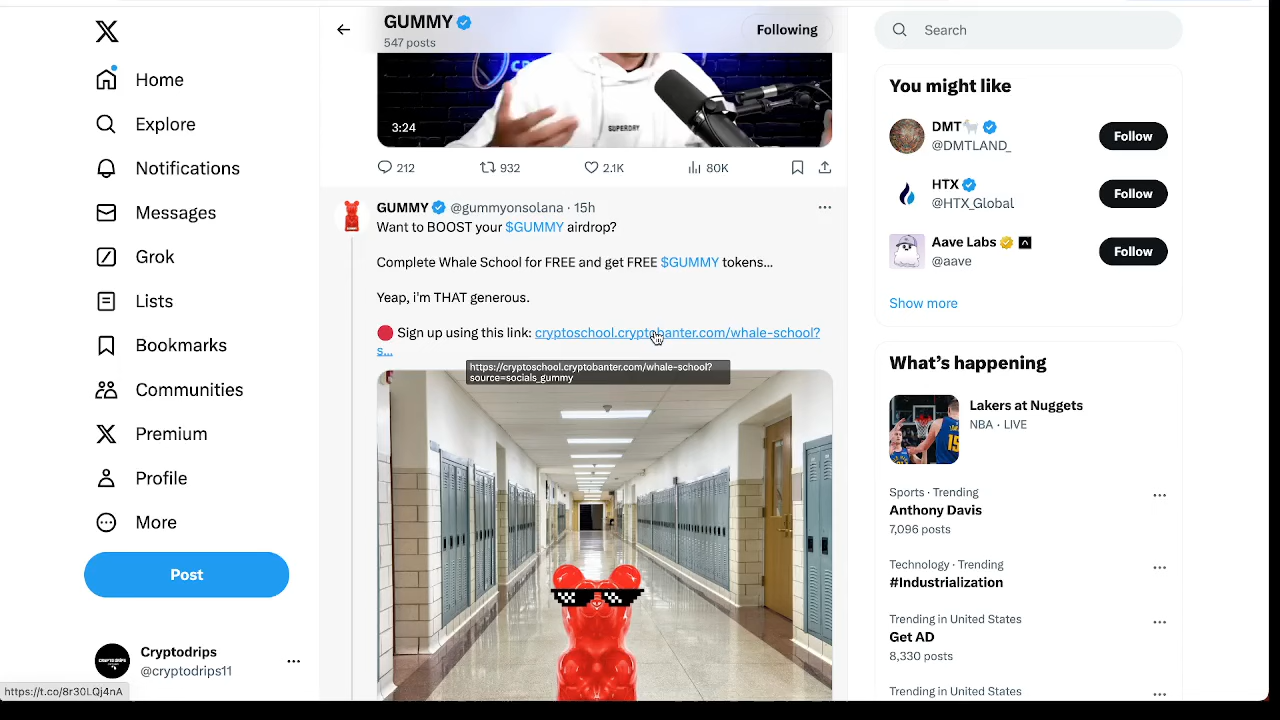 Home
Explore
Notifications
Messages
Grok
Lists
Bookmarks
Communities
Premium
Profile
More
Post
Cryptodrips
@cryptodrips11
https://t.co/8r30LQj4nA
GUMMY
547 posts
Following
SUPERDRY
3:24
212
932
2.1K
80K
GUMMY @gummyonsolana · 15h
Want to BOOST your $GUMMY airdrop?
Complete Whale School for FREE and get FREE $GUMMY tokens...
Yeap, i'm THAT generous.
Sign up using this link: cryptoschool.cryptobanter.com/whale-school?
s...
https://cryptoschool.cryptobanter.com/whale-school?
source=socials_gummy
Search
You might like
DMT
@DMTLAND_
Follow
HTX
@HTX_Global
Follow
Aave Labs
@aave
Follow
Show more
What's happening
Lakers at Nuggets
NBA · LIVE
Sports · Trending
Anthony Davis
7,096 posts
Technology · Trending
#Industrialization
Trending in United States
Get AD
8,330 posts
Trending in United States